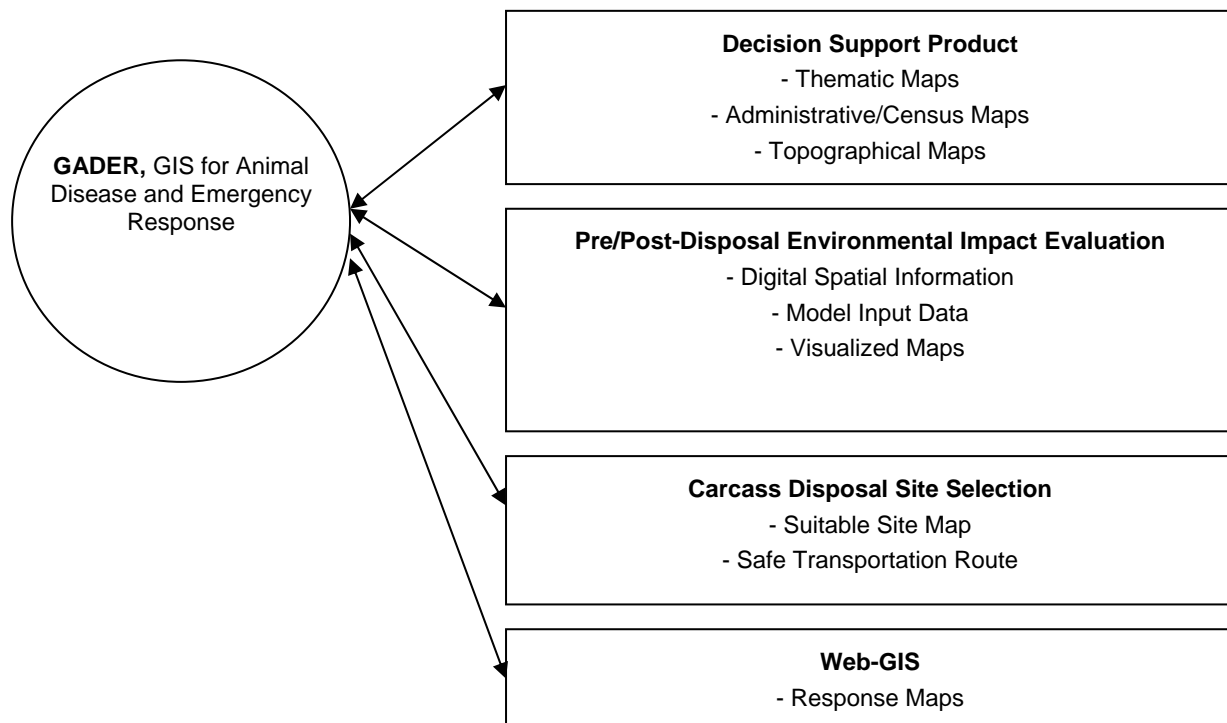 GADER, GIS for Animal
Disease and Emergency
Response
Decision Support Product
- Thematic Maps
- Administrative/Census Maps
- Topographical Maps
Pre/Post-Disposal Environmental Impact Evaluation
- Digital Spatial Information
- Model Input Data
- Visualized Maps
Carcass Disposal Site Selection
- Suitable Site Map
- Safe Transportation Route
Web-GIS
- Response Maps